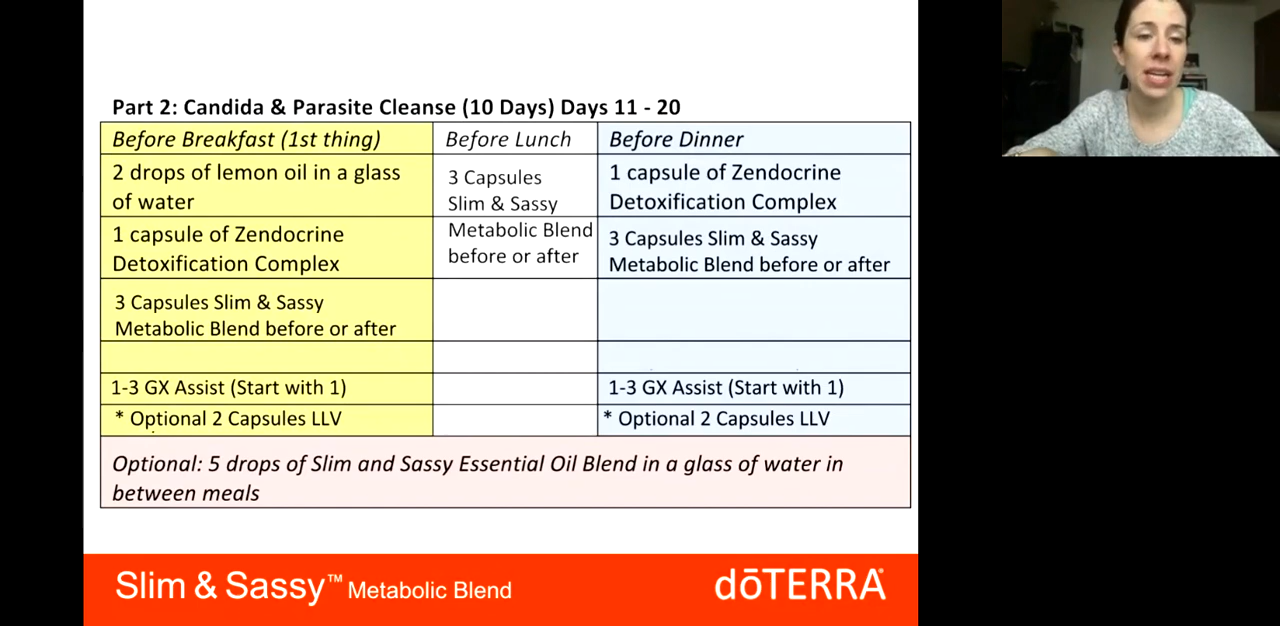 Part 2: Candida & Parasite Cleanse (10 Days) Days 11 - 20
Before Breakfast (1st thing)
Before Lunch
Before Dinner
2 drops of lemon oil in a glass
of water
3 Capsules
Slim & Sassy
Metabolic Blend
before or after
1 capsule of Zendocrine
Detoxification Complex
1 capsule of Zendocrine
Detoxification Complex
3 Capsules Slim & Sassy
Metabolic Blend before or after
3 Capsules Slim & Sassy
Metabolic Blend before or after
1-3 GX Assist (Start with 1)
1-3 GX Assist (Start with 1)
* Optional 2 Capsules LLV
* Optional 2 Capsules LLV
Optional: 5 drops of Slim and Sassy Essential Oil Blend in a glass of water in
between meals
Slim & Sassy™ Metabolic Blend
dōTERRA®